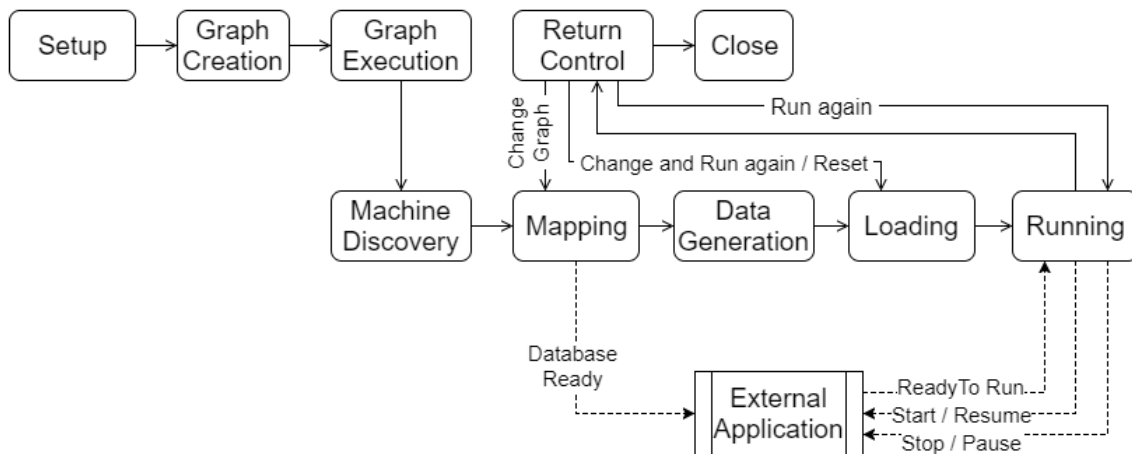 Setup
Graph
Creation
Graph
Execution
Return
Control
Close
Change
Graph
Run again
Change and Run again / Reset
Machine
Discovery
Mapping
Data
Generation
Loading
Running
Database
Ready
External
Application
ReadyTo Run
Start / Resume
Stop / Pause